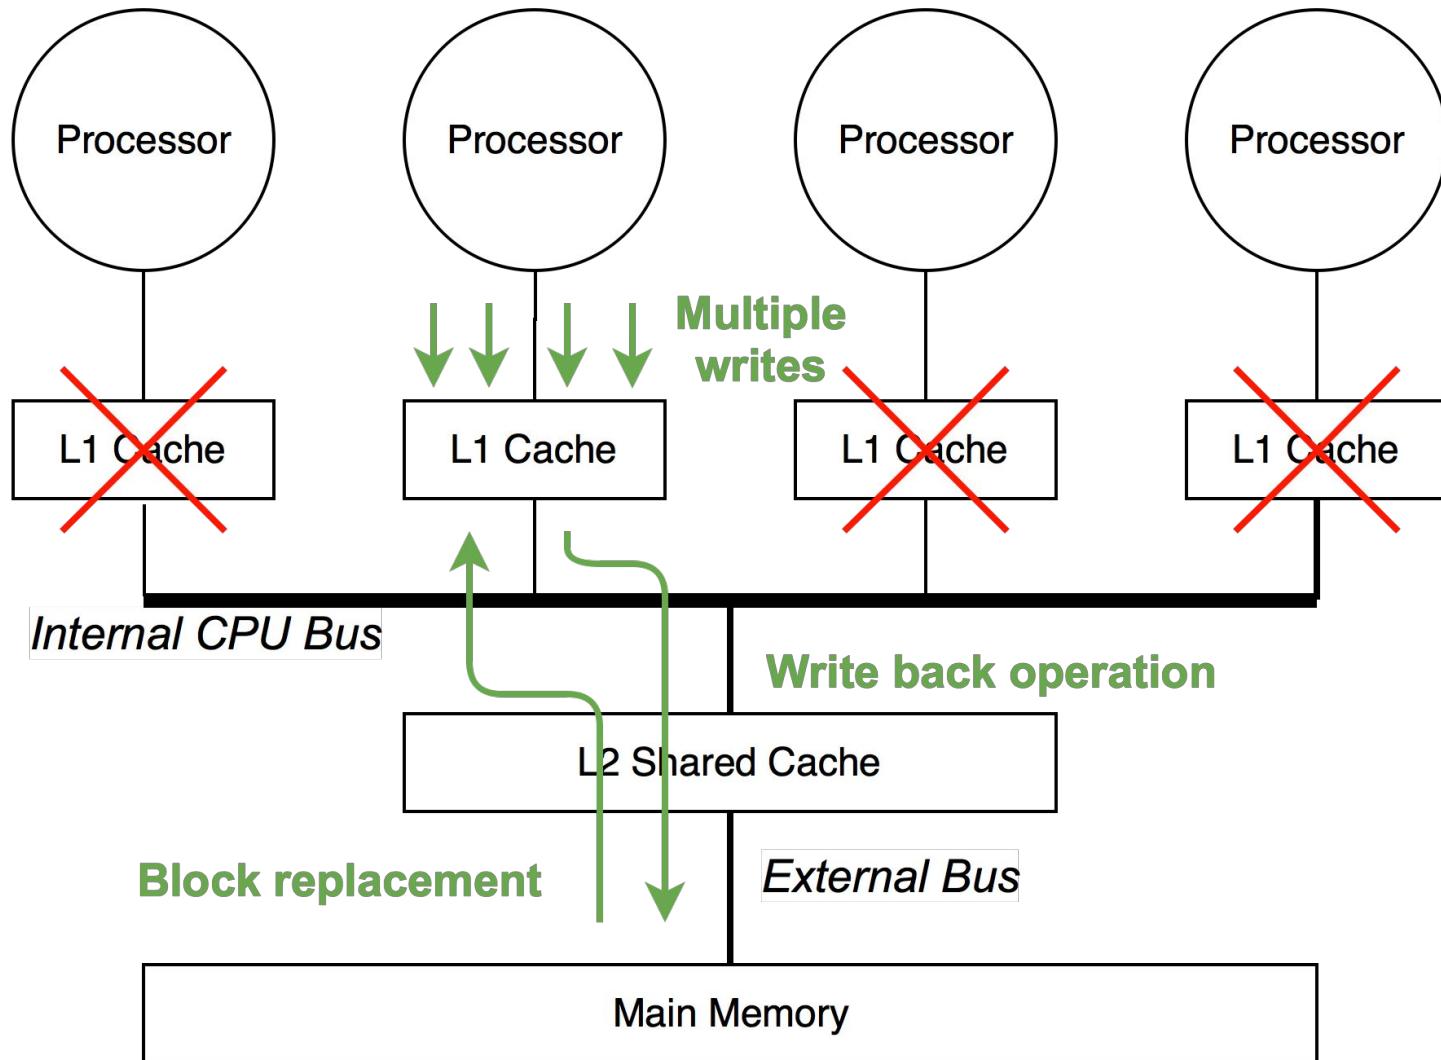 Processor
Processor
Processor
Processor
Multiple
writes
L1 Cache
L1 Cache
L1 Cache
L1 Cache
Internal CPU Bus
Write back operation
L2 Shared Cache
Block replacement
External Bus
Main Memory